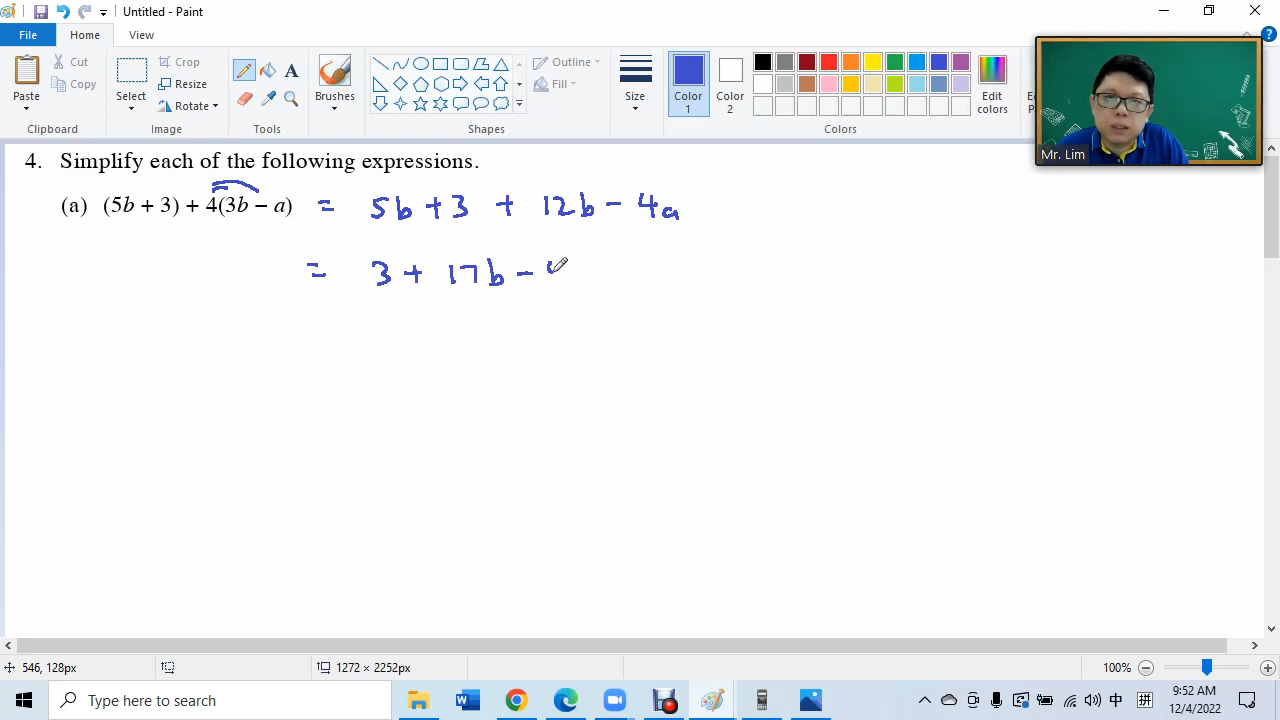 Untitled - Paint
File Home View
Paste Cut Copy Select Crop Resize Rotate Brushes Outline Fill Size Color 1 Color 2 Edit colors
Clipboard Image Tools Shapes Colors
Mr. Lim
4. Simplify each of the following expressions.
(a) (5b + 3) + 4(3b − a) = 5b + 3 + 12b − 4a
= 3 + 17b −
546, 128px 1272 × 2252px 100%
Type here to search 中 拼 9:52 AM
12/4/2022